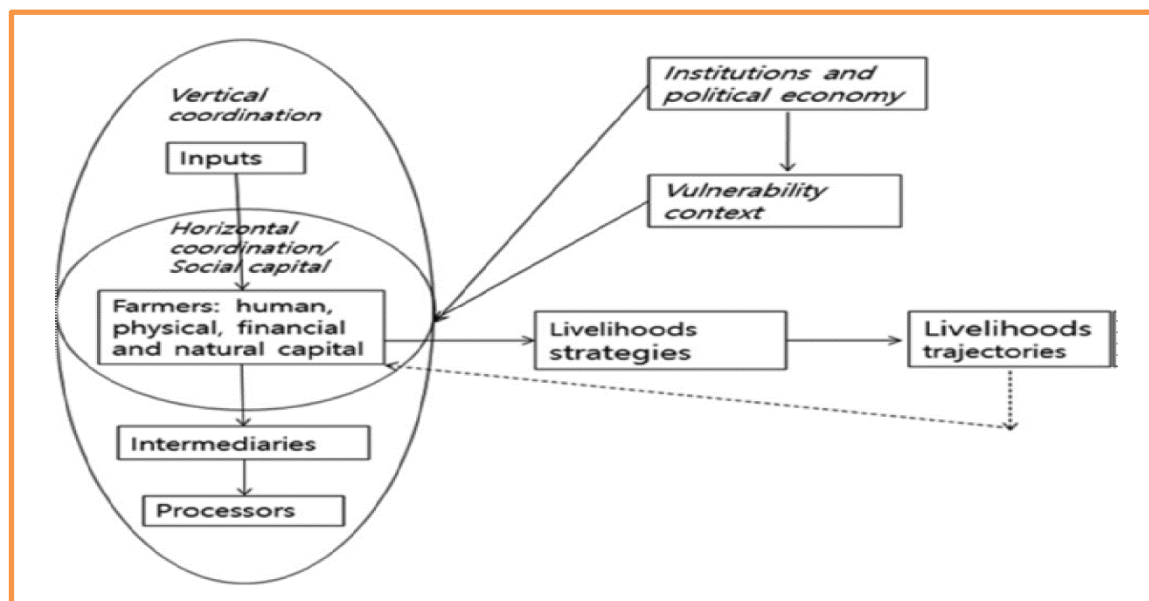 Vertical
coordination
Inputs
Horizontal
coordination/
Social capital
Farmers: human,
physical, financial
and natural capital
Intermediaries
Processors
Institutions and
political economy
Vulnerability
context
Livelihoods
strategies
Livelihoods
trajectories